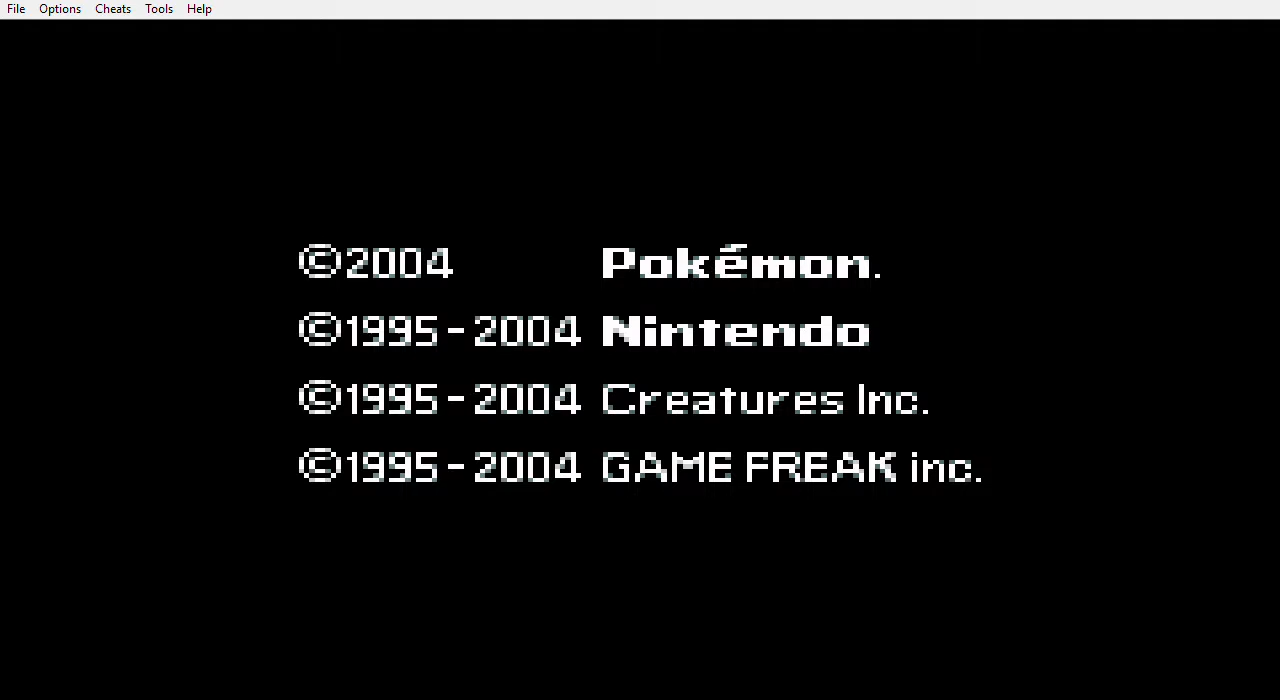 File Options Cheats Tools Help
©2004 Pokémon.
©1995-2004 Nintendo
©1995-2004 Creatures Inc.
©1995-2004 GAME FREAK inc.